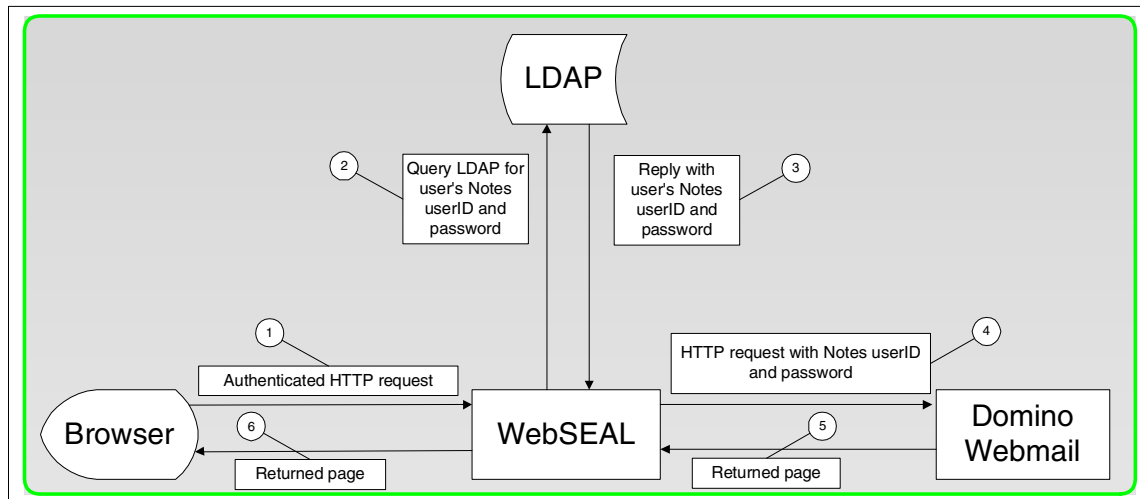 LDAP
2
Query LDAP for
user's Notes
userID and
password
Reply with
user's Notes
userID and
password
3
1
Authenticated HTTP request
4
HTTP request with Notes userID
and password
Browser
6
Returned page
WebSEAL
5
Returned page
Domino
Webmail